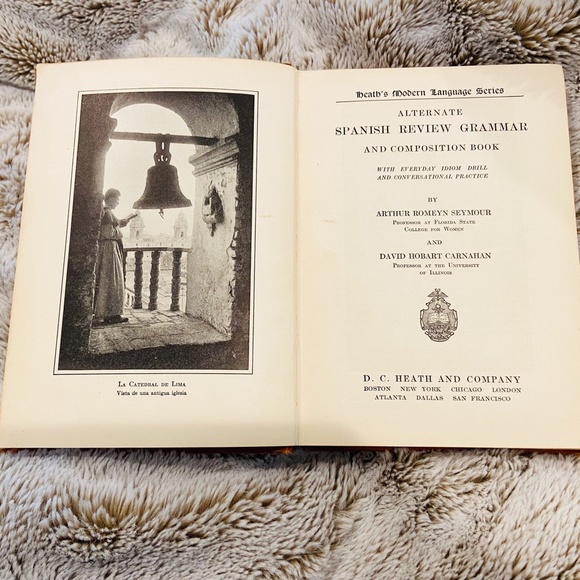 La Catedral de Lima
Vista de una antigua iglesia
Heath's Modern Language Series
ALTERNATE
SPANISH REVIEW GRAMMAR
AND COMPOSITION BOOK
WITH EVERYDAY IDIOM DRILL
AND CONVERSATIONAL PRACTICE
BY
ARTHUR ROMEYN SEYMOUR
Professor at Florida State
College for Women
AND
DAVID HOBART CARNAHAN
Professor at the University
of Illinois
D. C. HEATH AND COMPANY
BOSTON NEW YORK CHICAGO LONDON
ATLANTA DALLAS SAN FRANCISCO